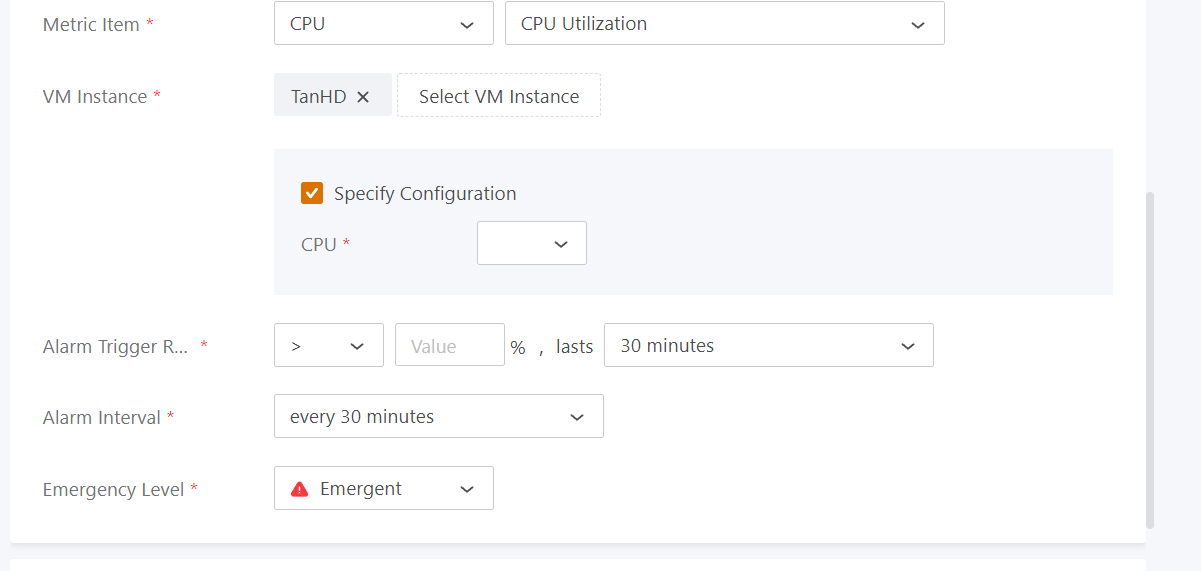 Metric Item * CPU CPU Utilization
VM Instance * TanHD × Select VM Instance
Specify Configuration
CPU *
Alarm Trigger R... * > Value % , lasts 30 minutes
Alarm Interval * every 30 minutes
Emergency Level * Emergent